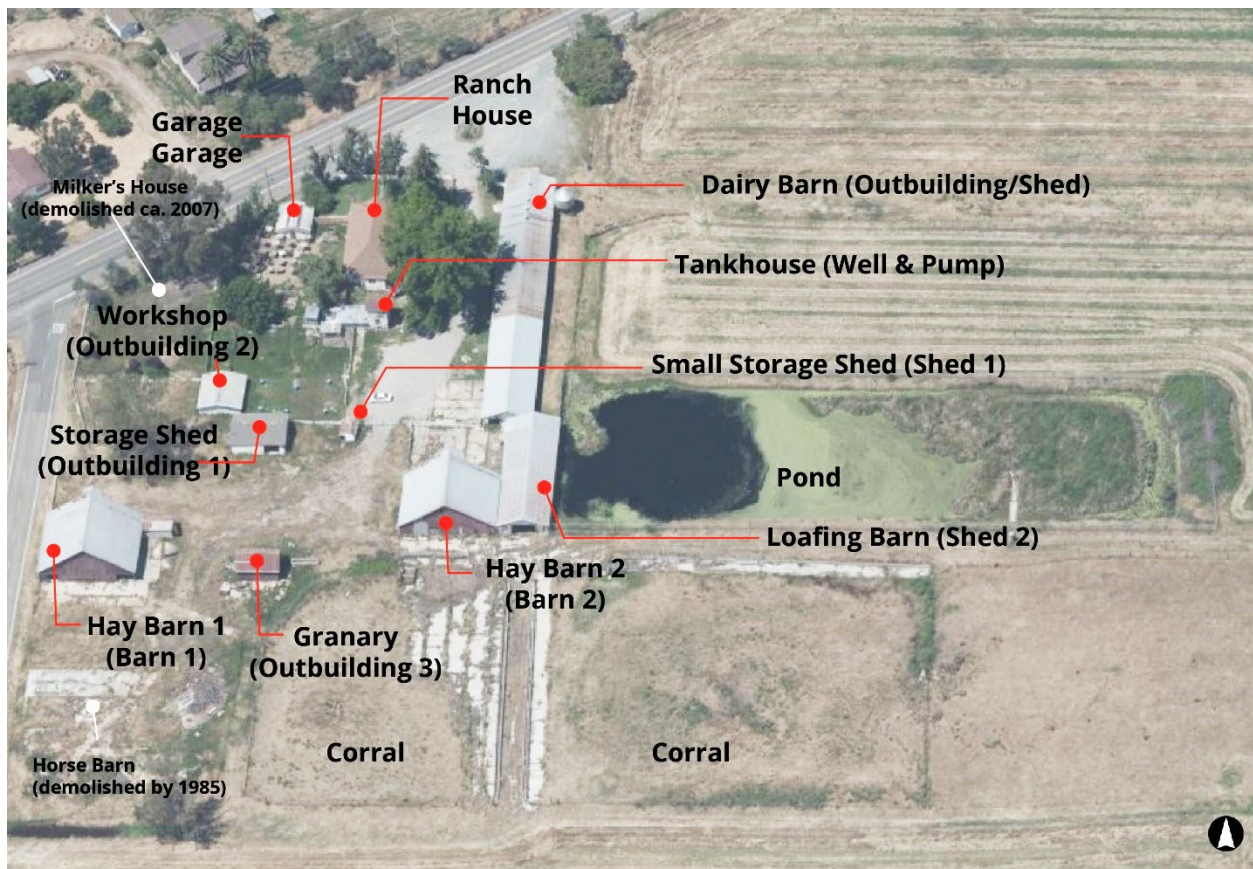 Ranch
House
Garage
Garage
Milker's House
(demolished ca. 2007)
Dairy Barn (Outbuilding/Shed)
Tankhouse (Well & Pump)
Workshop
(Outbuilding 2)
Small Storage Shed (Shed 1)
Storage Shed
(Outbuilding 1)
Pond
Loafing Barn (Shed 2)
Hay Barn 2
(Barn 2)
Hay Barn 1
(Barn 1)
Granary
(Outbuilding 3)
Corral
Corral
Horse Barn
(demolished by 1985)